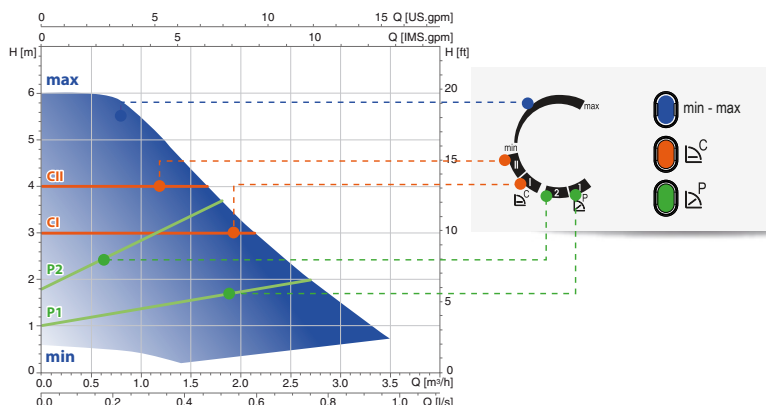 0 5 10 15 Q [US.gpm]
0 5 10 Q [IMS.gpm]
H [m] H [ft]
max
6 20
5
CII 15
4
CI
3 10
P2
2
P1 5
1
min
0 0
0.0 0.5 1.0 1.5 2.0 2.5 3.0 3.5 Q [m³/h]
0.0 0.2 0.4 0.6 0.8 1.0 Q [l/s]
max
min
II
I
2
C
P
min - max
C
P